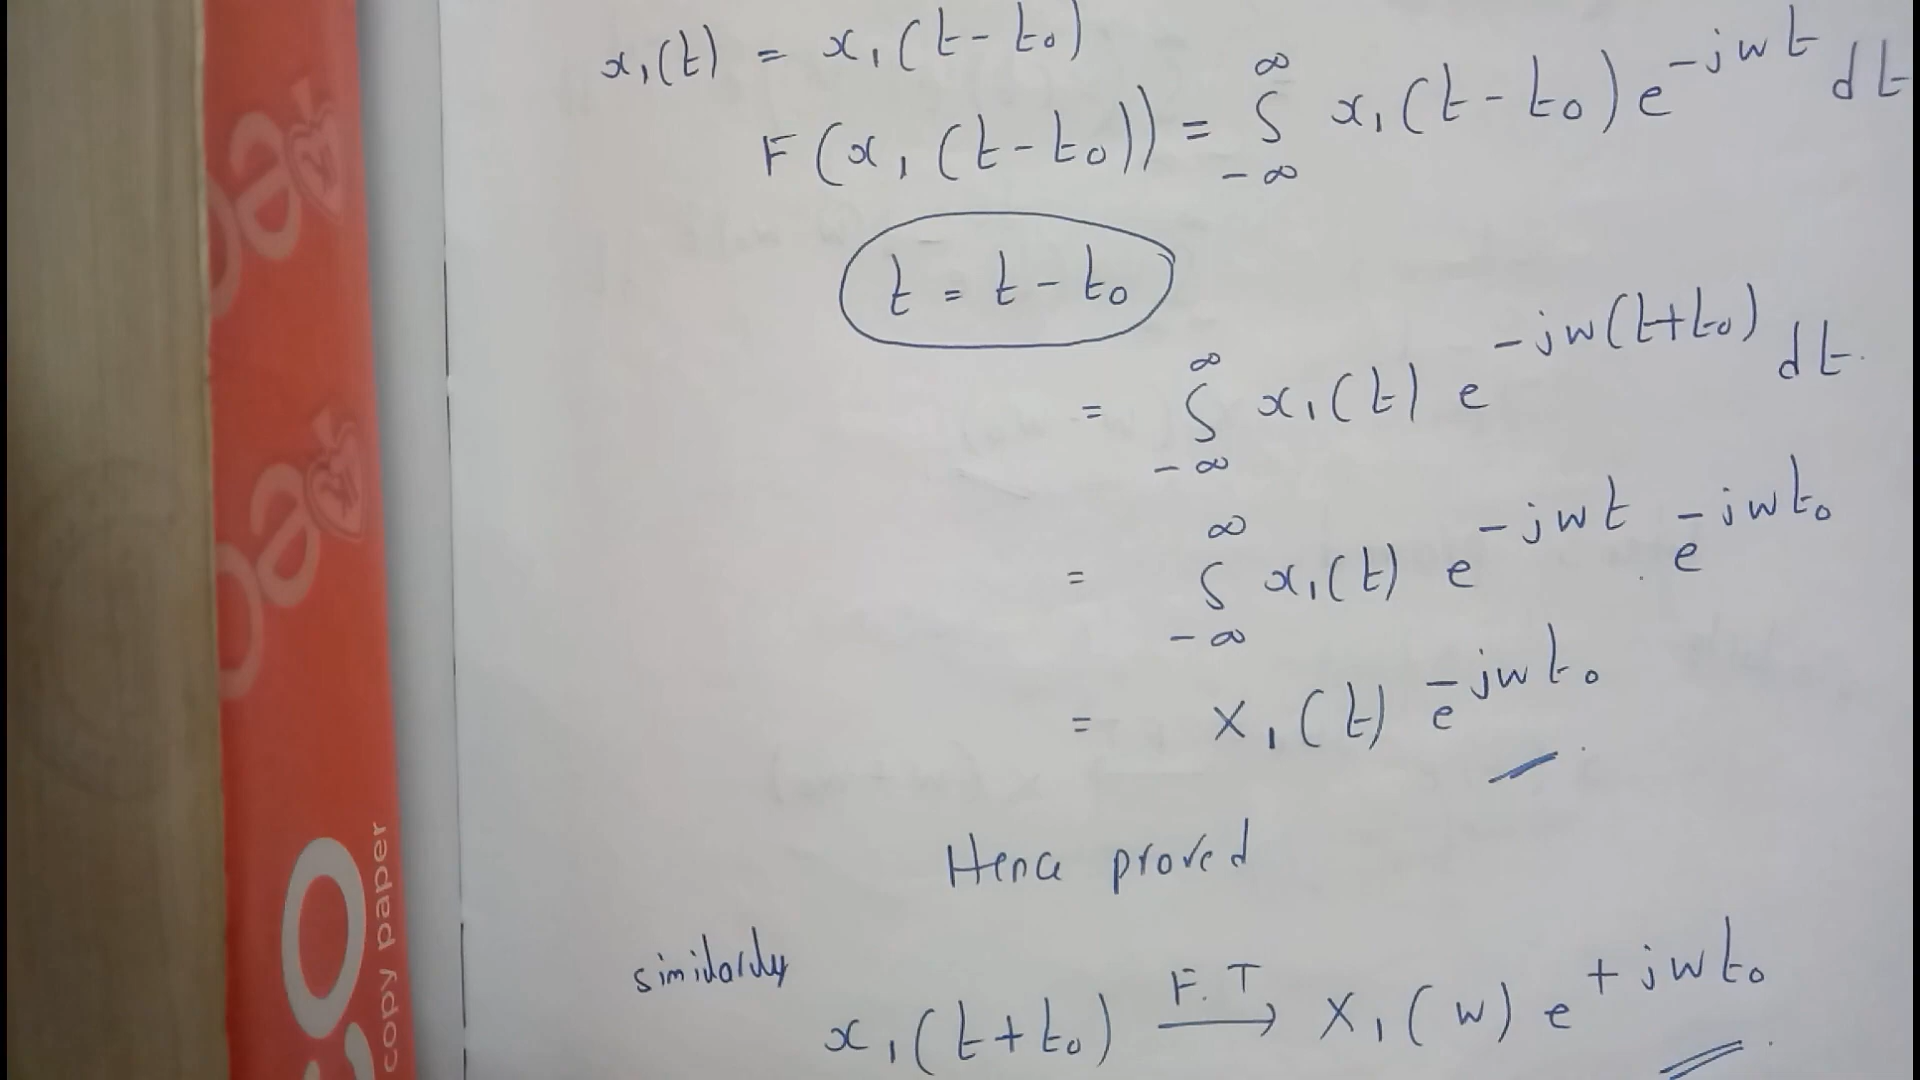 x₁(t) = x₁(t-t₀)
F(x₁(t-t₀)) = ∫_{-∞}^{∞} x₁(t-t₀) e^{-jwt} dt
t = t - t₀
= ∫_{-∞}^{∞} x₁(t) e^{-jw(t+t₀)} dt
= ∫_{-∞}^{∞} x₁(t) e^{-jwt} e^{-jwt₀}
= X₁(t) e^{-jwt₀}
Hence proved
similarly
x₁(t+t₀) F.T → X₁(w) e^{+jwt₀}
copy paper